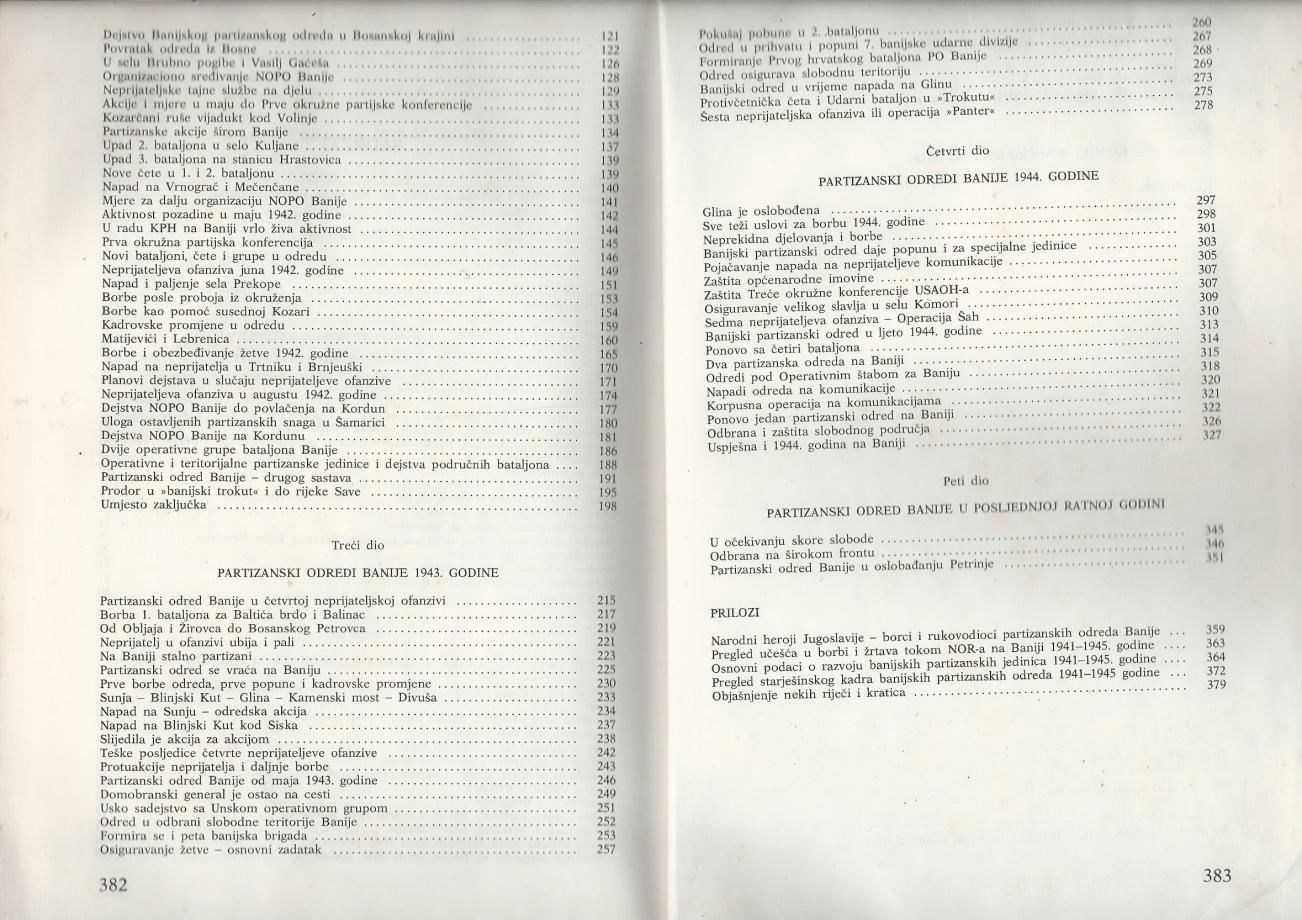 Dejstvo Banijskog partizanskog odreda u Bosanskoj krajini ..... 121
Povratak odreda iz Bosne ..... 122
U selu Brubno pogibe i Vasilj Gaćeša ..... 126
Organizaciono sređivanje NOPO Banije ..... 128
Neprijateljske tajne službe na djelu ..... 129
Akcije i mjere u maju do Prve okružne partijske konferencije ..... 133
Kozarčani ruše vijadukt kod Volinje ..... 133
Partizanske akcije širom Banije ..... 134
Upad 2. bataljona u selo Kuljane ..... 137
Upad 3. bataljona na stanicu Hrastovica ..... 139
Nove čete u 1. i 2. bataljonu ..... 139
Napad na Vrnograč i Mečenčane ..... 140
Mjere za dalju organizaciju NOPO Banije ..... 141
Aktivnost pozadine u maju 1942. godine ..... 142
U radu KPH na Baniji vrlo živa aktivnost ..... 144
Prva okružna partijska konferencija ..... 145
Novi bataljoni, čete i grupe u odredu ..... 146
Neprijateljeva ofanziva juna 1942. godine ..... 149
Napad i paljenje sela Prekope ..... 151
Borbe posle proboja iz okruženja ..... 153
Borbe kao pomoć susednoj Kozari ..... 154
Kadrovske promjene u odredu ..... 159
Matijevići i Lebrenica ..... 160
Borbe i obezbeđivanje žetve 1942. godine ..... 165
Napad na neprijatelja u Trtniku i Brnjeuški ..... 170
Planovi dejstava u slučaju neprijateljeve ofanzive ..... 171
Neprijateljeva ofanziva u augustu 1942. godine ..... 174
Dejstva NOPO Banije do povlačenja na Kordun ..... 177
Uloga ostavljenih partizanskih snaga u Šamarici ..... 180
Dejstva NOPO Banije na Kordunu ..... 181
Dvije operativne grupe bataljona Banije ..... 186
Operativne i teritorijalne partizanske jedinice i dejstva područnih bataljona .... 188
Partizanski odred Banije – drugog sastava ..... 191
Prodor u »banijski trokut« i do rijeke Save ..... 195
Umjesto zaključka ..... 198
Treći dio
PARTIZANSKI ODREDI BANIJE 1943. GODINE
Partizanski odred Banije u četvrtoj neprijateljskoj ofanzivi ..... 215
Borba 1. bataljona za Baltića brdo i Balinac ..... 217
Od Obljaja i Žirovca do Bosanskog Petrovca ..... 219
Neprijatelj u ofanzivi ubija i pali ..... 221
Na Baniji stalno partizani ..... 223
Partizanski odred se vraća na Baniju ..... 225
Prve borbe odreda, prve popune i kadrovske promjene ..... 230
Sunja – Blinjski Kut – Glina – Kamenski most – Divuša ..... 233
Napad na Sunju – odredska akcija ..... 234
Napad na Blinjski Kut kod Siska ..... 237
Slijedila je akcija za akcijom ..... 238
Teške posljedice četvrte neprijateljeve ofanzive ..... 242
Protuakcije neprijatelja i daljnje borbe ..... 243
Partizanski odred Banije od maja 1943. godine ..... 246
Domobranski general je ostao na cesti ..... 249
Usko sadejstvo sa Unskom operativnom grupom ..... 251
Odred u odbrani slobodne teritorije Banije ..... 252
Formira se i peta banijska brigada ..... 253
Osiguravanje žetve – osnovni zadatak ..... 257
382
Pokušaj pobune u 2. bataljonu ..... 260
Odred u prihvatu i popuni 7. banijske udarne divizije ..... 267
Formiranje Prvog hrvatskog bataljona PO Banije ..... 268
Odred osigurava slobodnu teritoriju ..... 269
Banijski odred u vrijeme napada na Glinu ..... 273
Protivčetnička četa i Udarni bataljon u »Trokutu« ..... 275
Šesta neprijateljska ofanziva ili operacija »Panter« ..... 278
Četvrti dio
PARTIZANSKI ODREDI BANIJE 1944. GODINE
Glina je oslobođena ..... 297
Sve teži uslovi za borbu 1944. godine ..... 298
Neprekidna djelovanja i borbe ..... 301
Banijski partizanski odred daje popunu i za specijalne jedinice ..... 303
Pojačavanje napada na neprijateljeve komunikacije ..... 305
Zaštita općenarodne imovine ..... 307
Zaštita Treće okružne konferencije USAOH-a ..... 307
Osiguravanje velikog slavlja u selu Komori ..... 309
Sedma neprijateljeva ofanziva – Operacija Šah ..... 310
Banijski partizanski odred u ljeto 1944. godine ..... 313
Ponovo sa četiri bataljona ..... 314
Dva partizanska odreda na Baniji ..... 315
Odredi pod Operativnim štabom za Baniju ..... 318
Napadi odreda na komunikacije ..... 320
Korpusna operacija na komunikacijama ..... 321
Ponovo jedan partizanski odred na Baniji ..... 322
Odbrana i zaštita slobodnog područja ..... 326
Uspješna i 1944. godina na Baniji ..... 327
Peti dio
PARTIZANSKI ODRED BANIJE U POSLJEDNJOJ RATNOJ GODINI
U očekivanju skore slobode ..... 345
Odbrana na širokom frontu ..... 346
Partizanski odred Banije u oslobađanju Petrinje ..... 351
PRILOZI
Narodni heroji Jugoslavije – borci i rukovodioci partizanskih odreda Banije ... 359
Pregled učešća u borbi i žrtava tokom NOR-a na Baniji 1941–1945. godine .... 363
Osnovni podaci o razvoju banijskih partizanskih jedinica 1941–1945. godine .... 364
Pregled starješinskog kadra banijskih partizanskih odreda 1941–1945 godine ... 372
Objašnjenje nekih riječi i kratica ..... 379
383